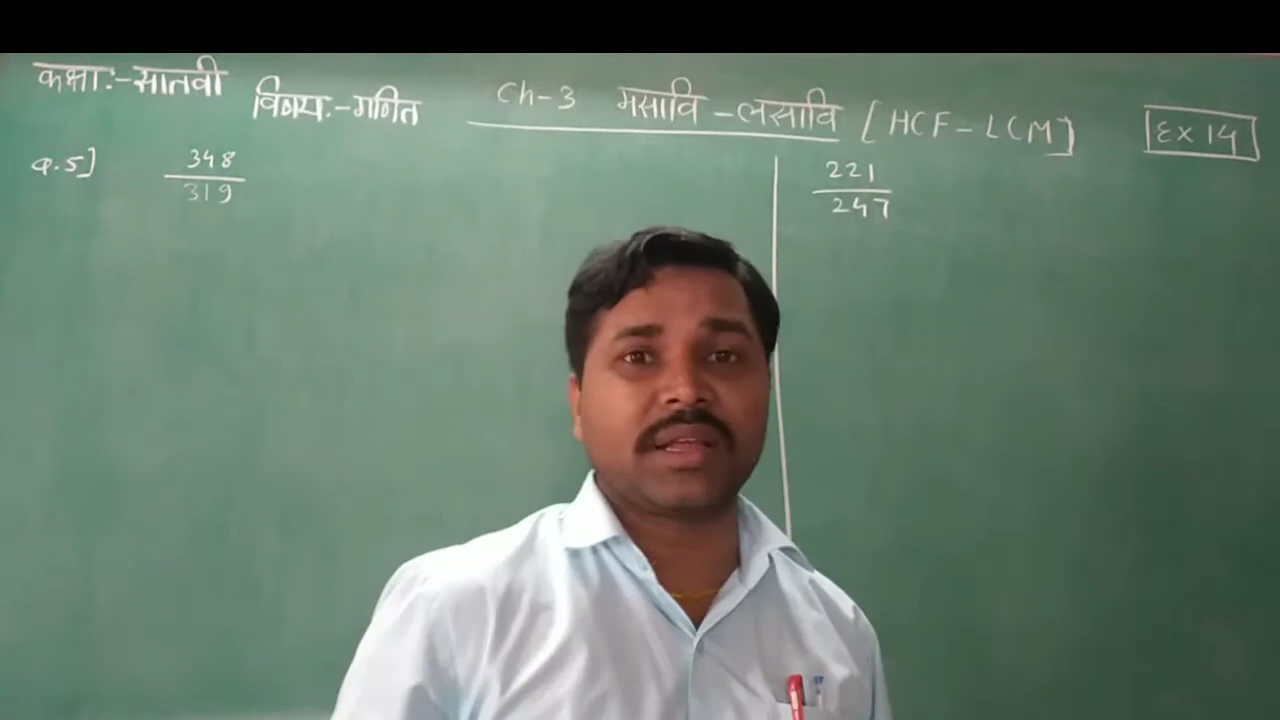 कक्षा:-सातवी
विषय:-गणित
Ch-3 मसावि -लसावि [HCF-LCM]
Ex 14
Q.5]
348
319
221
247